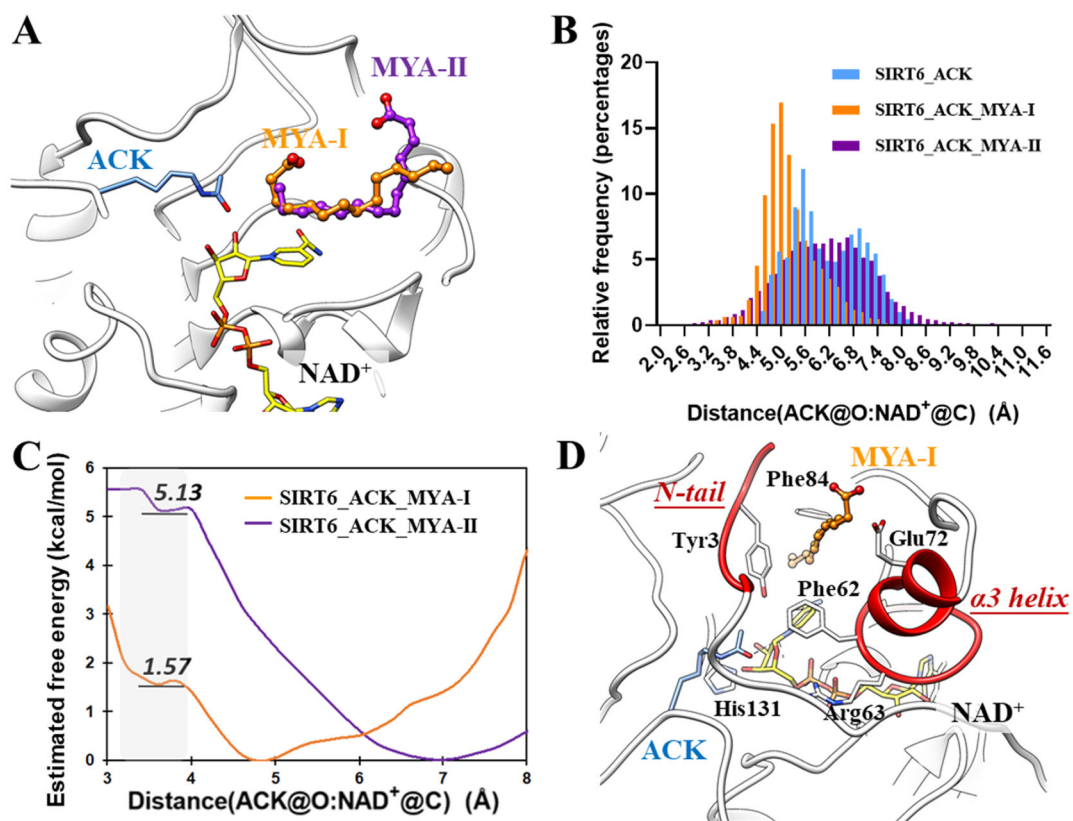 A
MYA-II
MYA-I
ACK
NAD+
B
Relative frequency (percentages)
20
15
10
5
0
SIRT6_ACK
SIRT6_ACK_MYA-I
SIRT6_ACK_MYA-II
2.0 2.6 3.2 3.8 4.4 5.0 5.6 6.2 6.8 7.4 8.0 8.6 9.2 9.8 10.4 11.0 11.6
Distance(ACK@O:NAD+@C) (Å)
C
Estimated free energy (kcal/mol)
6
5
4
3
2
1
0
5.13
1.57
SIRT6_ACK_MYA-I
SIRT6_ACK_MYA-II
3 4 5 6 7 8
Distance(ACK@O:NAD+@C) (Å)
D
MYA-I
N-tail
Phe84
Tyr3
Glu72
Phe62
α3 helix
His131
Arg63
NAD+
ACK